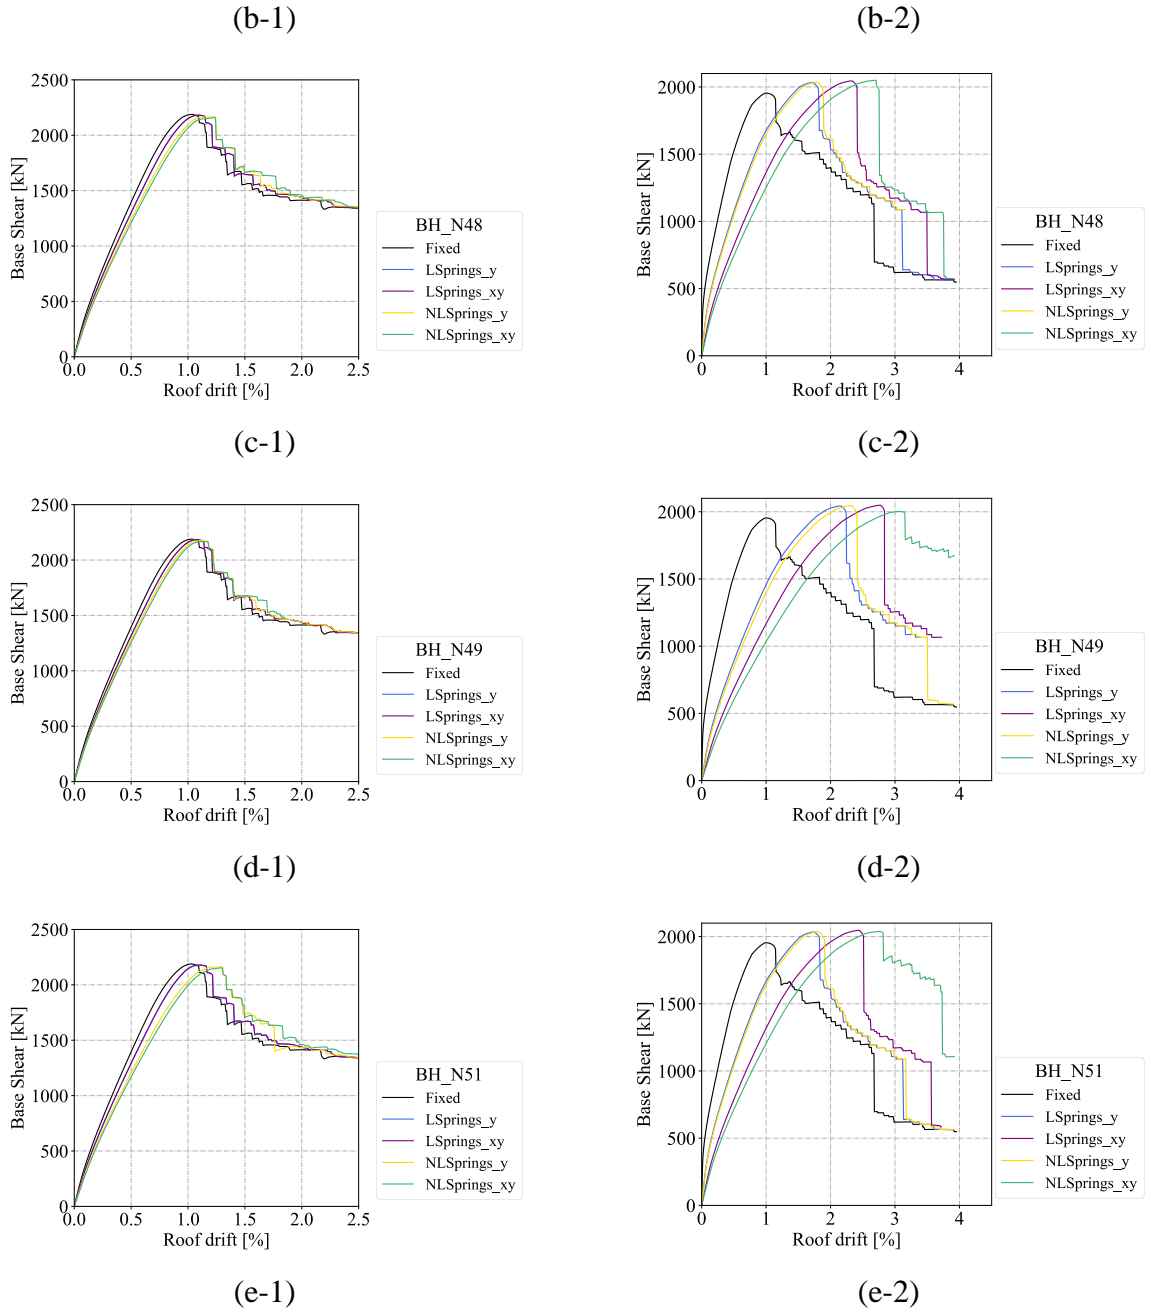 (b-1)
(b-2)
2500
2000
1500
1000
500
0
Base Shear [kN]
0.0 0.5 1.0 1.5 2.0 2.5
Roof drift [%]
BH_N48
Fixed
LSprings_y
LSprings_xy
NLSprings_y
NLSprings_xy
2000
1500
1000
500
0
Base Shear [kN]
0 1 2 3 4
Roof drift [%]
BH_N48
Fixed
LSprings_y
LSprings_xy
NLSprings_y
NLSprings_xy
(c-1)
(c-2)
2500
2000
1500
1000
500
0
Base Shear [kN]
0.0 0.5 1.0 1.5 2.0 2.5
Roof drift [%]
BH_N49
Fixed
LSprings_y
LSprings_xy
NLSprings_y
NLSprings_xy
2000
1500
1000
500
0
Base Shear [kN]
0 1 2 3 4
Roof drift [%]
BH_N49
Fixed
LSprings_y
LSprings_xy
NLSprings_y
NLSprings_xy
(d-1)
(d-2)
2500
2000
1500
1000
500
0
Base Shear [kN]
0.0 0.5 1.0 1.5 2.0 2.5
Roof drift [%]
BH_N51
Fixed
LSprings_y
LSprings_xy
NLSprings_y
NLSprings_xy
2000
1500
1000
500
0
Base Shear [kN]
0 1 2 3 4
Roof drift [%]
BH_N51
Fixed
LSprings_y
LSprings_xy
NLSprings_y
NLSprings_xy
(e-1)
(e-2)